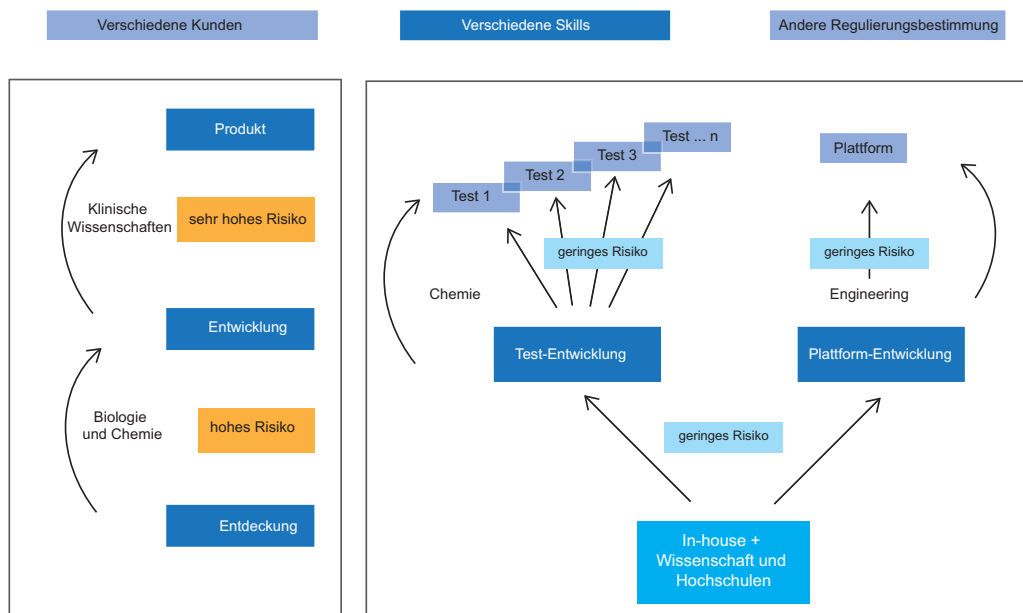 Verschiedene Kunden
Verschiedene Skills
Andere Regulierungsbestimmung
Produkt
Klinische
Wissenschaften
sehr hohes Risiko
Entwicklung
Biologie
und Chemie
hohes Risiko
Entdeckung
Test 1
Test 2
Test 3
Test ... n
Plattform
geringes Risiko
geringes Risiko
Chemie
Engineering
Test-Entwicklung
Plattform-Entwicklung
geringes Risiko
In-house +
Wissenschaft und
Hochschulen